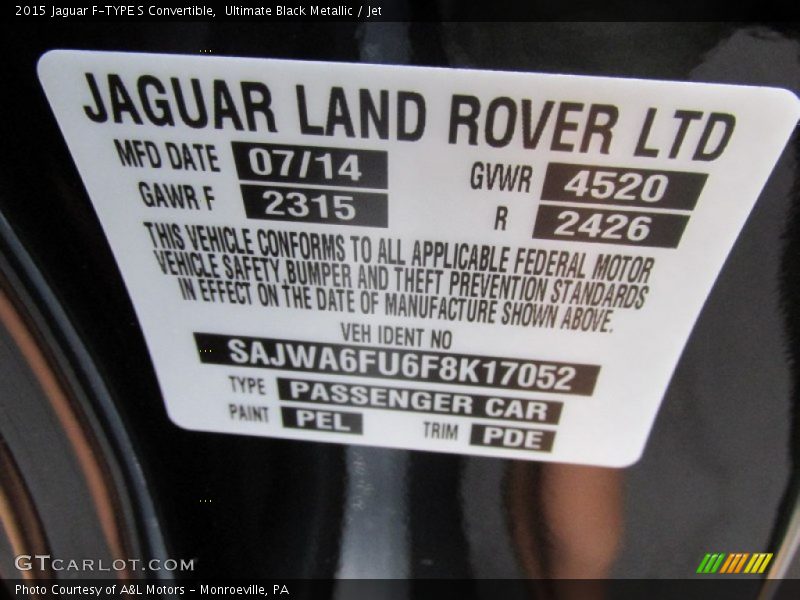 2015 Jaguar F-TYPE S Convertible, Ultimate Black Metallic / Jet
JAGUAR LAND ROVER LTD
MFD DATE 07/14 GVWR 4520
GAWR F 2315 R 2426
THIS VEHICLE CONFORMS TO ALL APPLICABLE FEDERAL MOTOR
VEHICLE SAFETY BUMPER AND THEFT PREVENTION STANDARDS
IN EFFECT ON THE DATE OF MANUFACTURE SHOWN ABOVE.
VEH IDENT NO
SAJWA6FU6F8K17052
TYPE PASSENGER CAR
PAINT PEL TRIM PDE
GTCARLOT.COM
Photo Courtesy of A&L Motors - Monroeville, PA